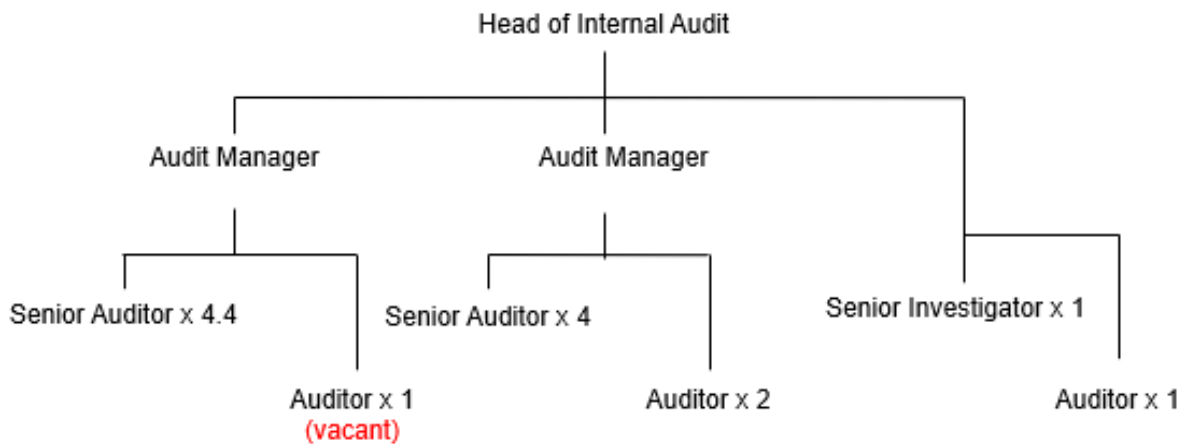 Head of Internal Audit
Audit Manager
Audit Manager
Senior Auditor x 4.4
Senior Auditor x 4
Senior Investigator x 1
Auditor x 1
(vacant)
Auditor x 2
Auditor x 1